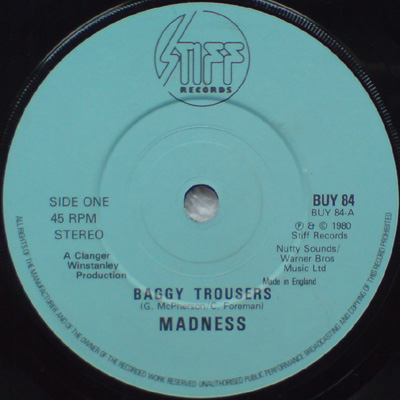 STIFF
RECORDS
SIDE ONE
45 RPM
STEREO
BUY 84
BUY 84-A
℗ & © 1980
Stiff Records
Nutty Sounds/
Warner Bros
Music Ltd
A Clanger
Winstanley
Production
Made in England
BAGGY TROUSERS
(G. McPherson/C. Foreman)
MADNESS
ALL RIGHTS OF THE MANUFACTURER AND OF THE OWNER OF THE RECORDED WORK RESERVED UNAUTHORISED PUBLIC PERFORMANCE BROADCASTING AND COPYING OF THIS RECORD PROHIBITED